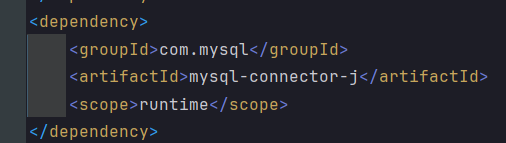 <dependency>
<groupId>com.mysql</groupId>
<artifactId>mysql-connector-j</artifactId>
<scope>runtime</scope>
</dependency>